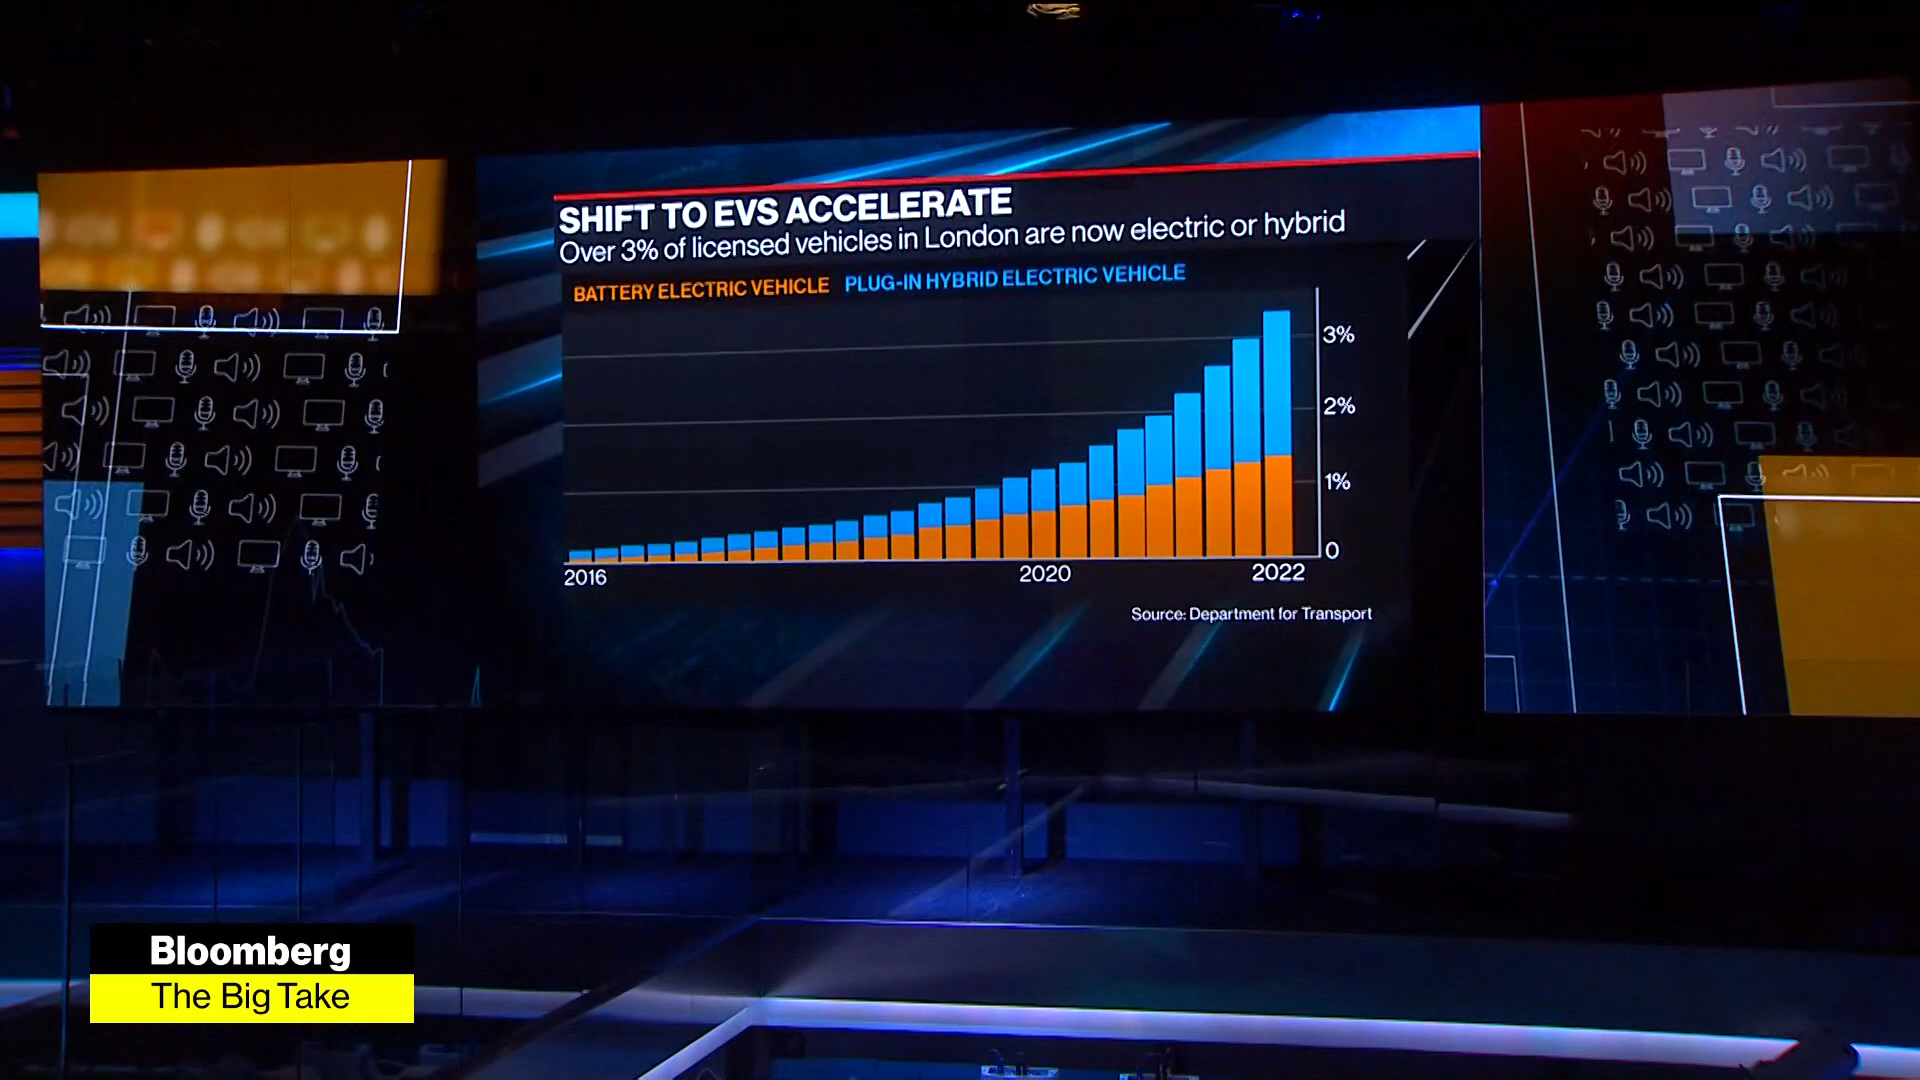 SHIFT TO EVS ACCELERATE
Over 3% of licensed vehicles in London are now electric or hybrid
BATTERY ELECTRIC VEHICLE PLUG-IN HYBRID ELECTRIC VEHICLE
3%
2%
1%
0
2016 2020 2022
Source: Department for Transport
Bloomberg
The Big Take